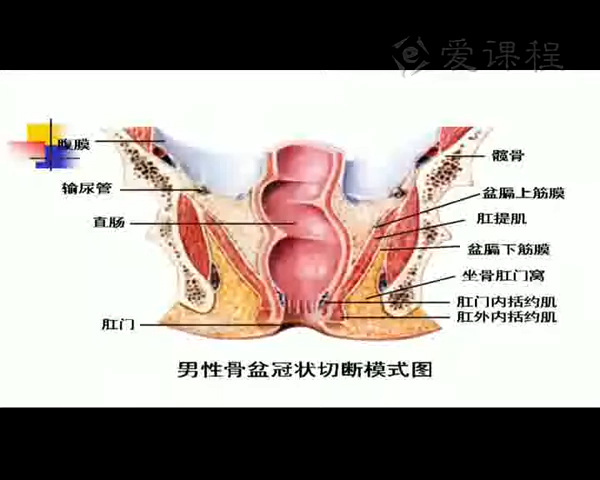 爱课程
腹膜
输尿管
直肠
肛门
髋骨
盆膈上筋膜
肛提肌
盆膈下筋膜
坐骨肛门窝
肛门内括约肌
肛外内括约肌
男性骨盆冠状切断模式图